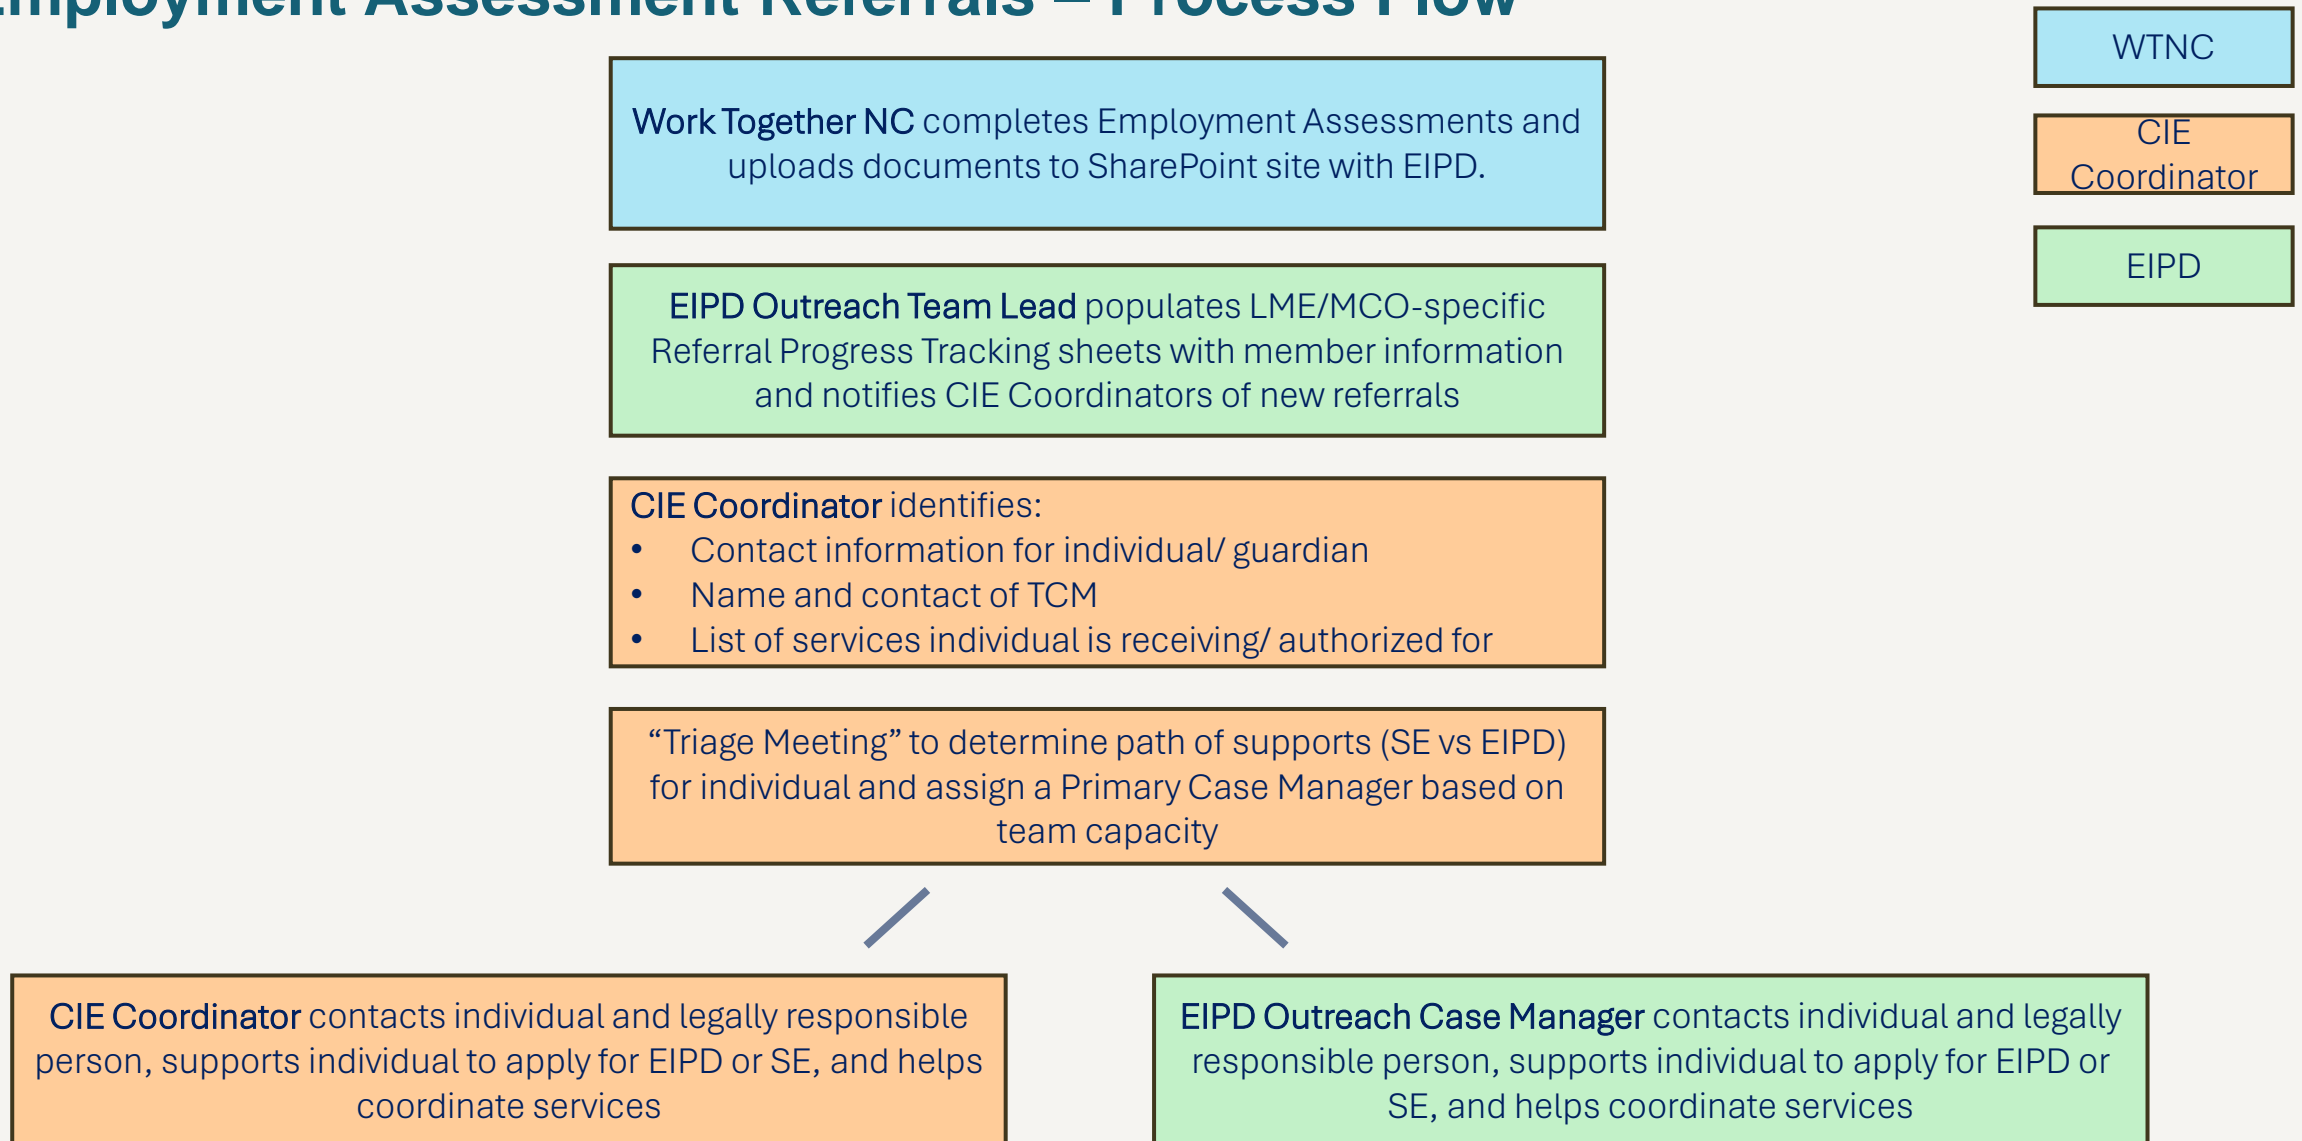 Employment Assessment Referrals – Process Flow
WTNC
CIE
Coordinator
EIPD
Work Together NC completes Employment Assessments and
uploads documents to SharePoint site with EIPD.
EIPD Outreach Team Lead populates LME/MCO-specific
Referral Progress Tracking sheets with member information
and notifies CIE Coordinators of new referrals
CIE Coordinator identifies:
• Contact information for individual/ guardian
• Name and contact of TCM
• List of services individual is receiving/ authorized for
“Triage Meeting” to determine path of supports (SE vs EIPD)
for individual and assign a Primary Case Manager based on
team capacity
CIE Coordinator contacts individual and legally responsible
person, supports individual to apply for EIPD or SE, and helps
coordinate services
EIPD Outreach Case Manager contacts individual and legally
responsible person, supports individual to apply for EIPD or
SE, and helps coordinate services